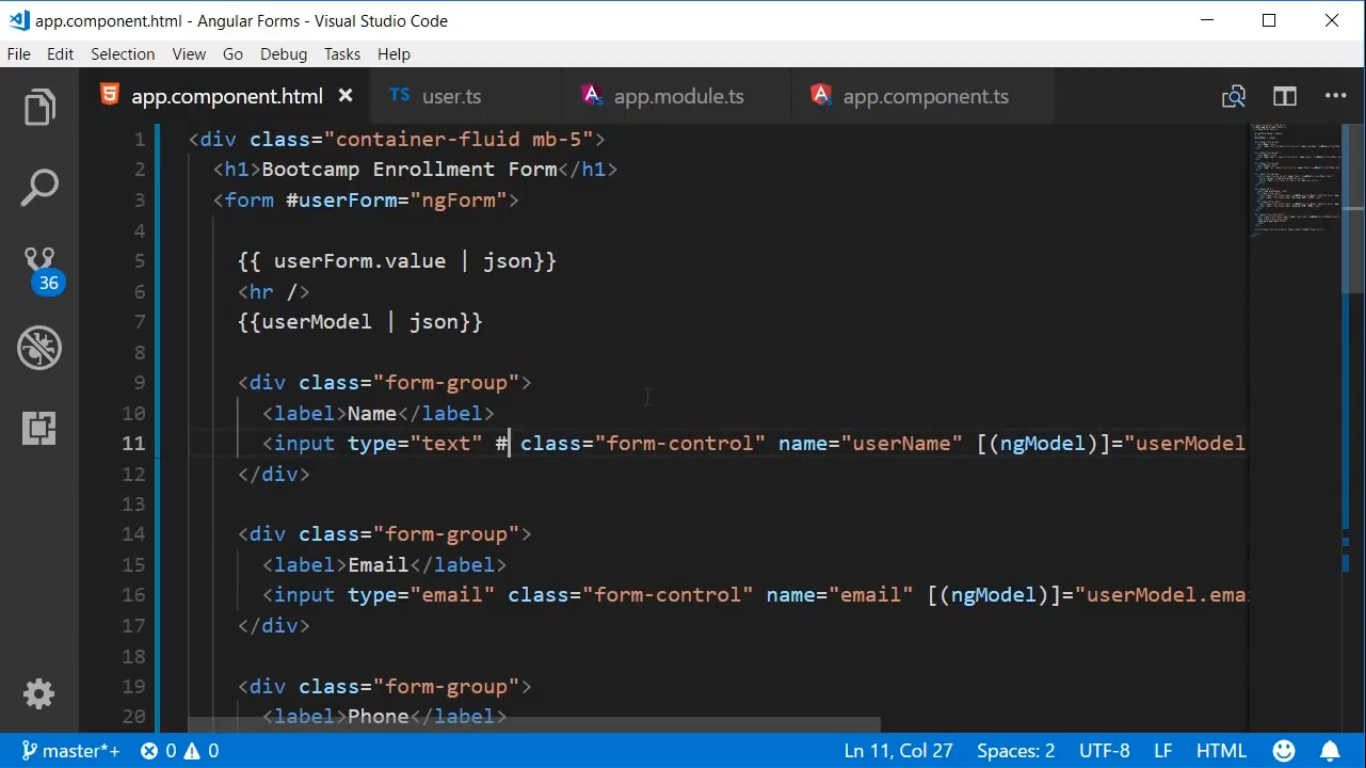 app.component.html - Angular Forms - Visual Studio Code
File Edit Selection View Go Debug Tasks Help
app.component.html TS user.ts app.module.ts app.component.ts
1 <div class="container-fluid mb-5">
2 <h1>Bootcamp Enrollment Form</h1>
3 <form #userForm="ngForm">
4
5 {{ userForm.value | json}}
6 <hr />
7 {{userModel | json}}
8
9 <div class="form-group">
10 <label>Name</label>
11 <input type="text" # class="form-control" name="userName" [(ngModel)]="userModel
12 </div>
13
14 <div class="form-group">
15 <label>Email</label>
16 <input type="email" class="form-control" name="email" [(ngModel)]="userModel.ema
17 </div>
18
19 <div class="form-group">
20 <label>Phone</label>
36
master*+ 0 0 Ln 11, Col 27 Spaces: 2 UTF-8 LF HTML